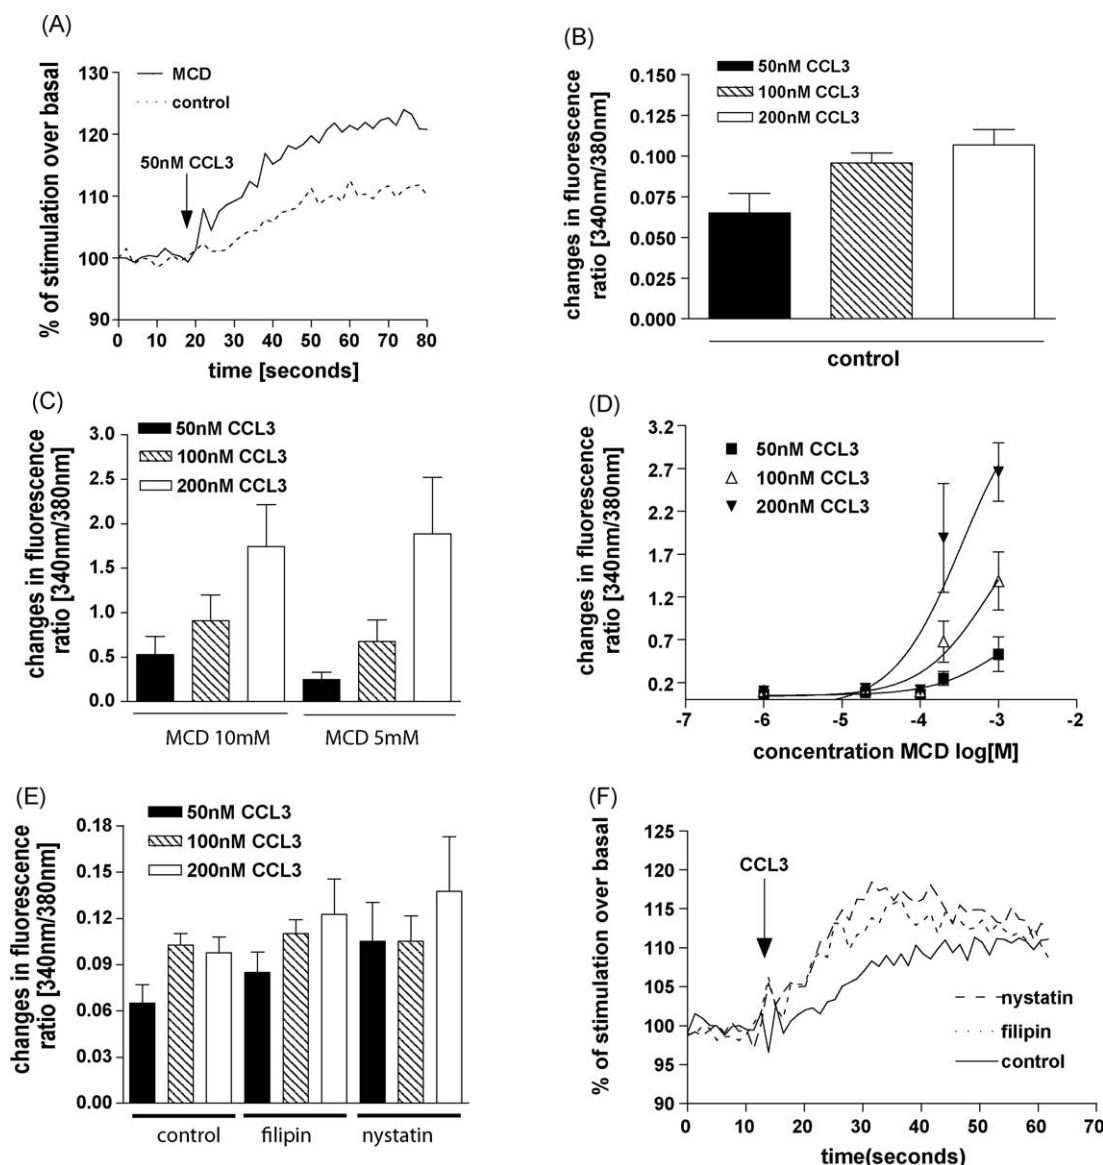 (A)
% of stimulation over basal
130
120
110
100
90
MCD
control
50nM CCL3
0 10 20 30 40 50 60 70 80
time [seconds]
(B)
changes in fluorescence
ratio [340nm/380nm]
0.150
0.125
0.100
0.075
0.050
0.025
0.000
50nM CCL3
100nM CCL3
200nM CCL3
control
(C)
changes in fluorescence
ratio [340nm/380nm]
3.0
2.5
2.0
1.5
1.0
0.5
0.0
50nM CCL3
100nM CCL3
200nM CCL3
MCD 10mM MCD 5mM
(D)
changes in fluorescence
ratio [340nm/380nm]
3.2
2.7
2.2
1.7
1.2
0.7
0.2
50nM CCL3
100nM CCL3
200nM CCL3
-7 -6 -5 -4 -3 -2
concentration MCD log[M]
(E)
changes in fluorescence
ratio [340nm/380nm]
0.18
0.15
0.12
0.09
0.06
0.03
0.00
50nM CCL3
100nM CCL3
200nM CCL3
control filipin nystatin
(F)
% of stimulation over basal
125
120
115
110
105
100
95
90
CCL3
nystatin
filipin
control
0 10 20 30 40 50 60 70
time(seconds)